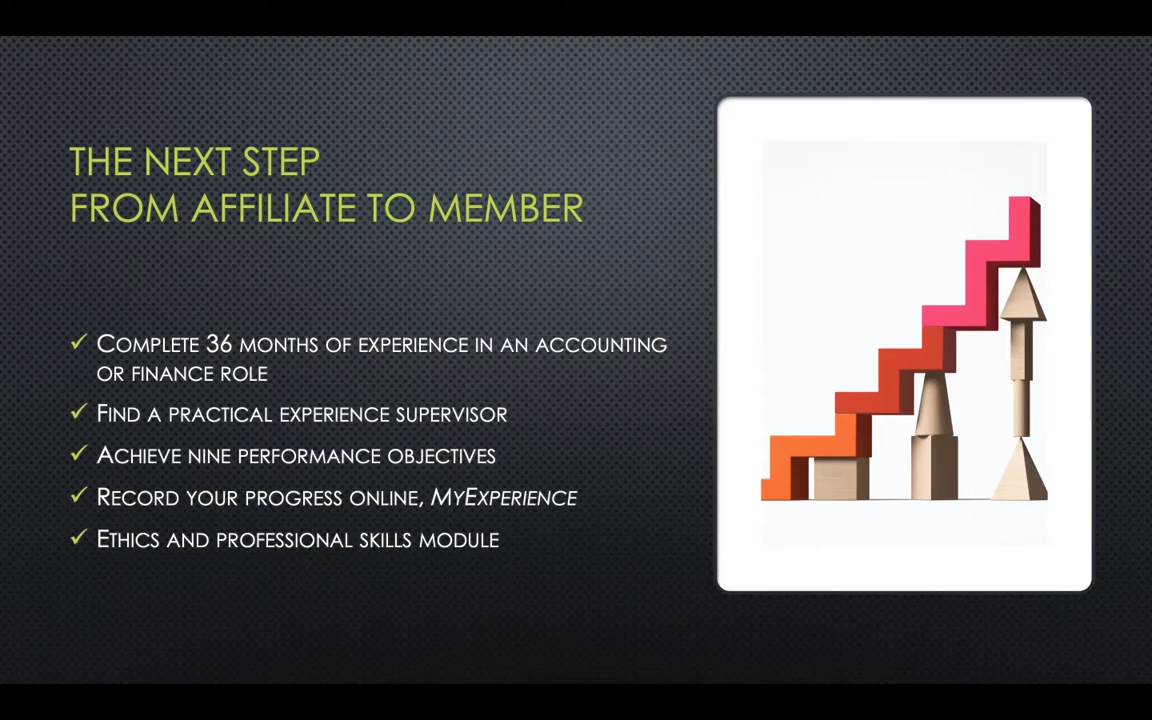 THE NEXT STEP
FROM AFFILIATE TO MEMBER
✓ COMPLETE 36 MONTHS OF EXPERIENCE IN AN ACCOUNTING
OR FINANCE ROLE
✓ FIND A PRACTICAL EXPERIENCE SUPERVISOR
✓ ACHIEVE NINE PERFORMANCE OBJECTIVES
✓ RECORD YOUR PROGRESS ONLINE, MYEXPERIENCE
✓ ETHICS AND PROFESSIONAL SKILLS MODULE